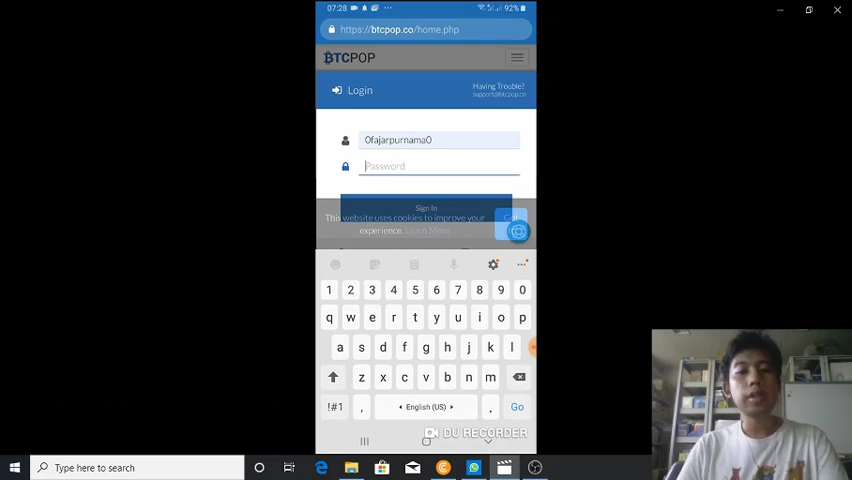 07:28
92%
https://btcpop.co/home.php
BTCPOP
Login
Having Trouble?
support@btcpop.co
0fajarpurnama0
Password
Sign In
This website uses cookies to improve your
experience. Learn More
Got
1 2 3 4 5 6 7 8 9 0
q w e r t y u i o p
a s d f g h j k l
z x c v b n m
!#1 , English (US) . Go
DU RECORDER
Type here to search